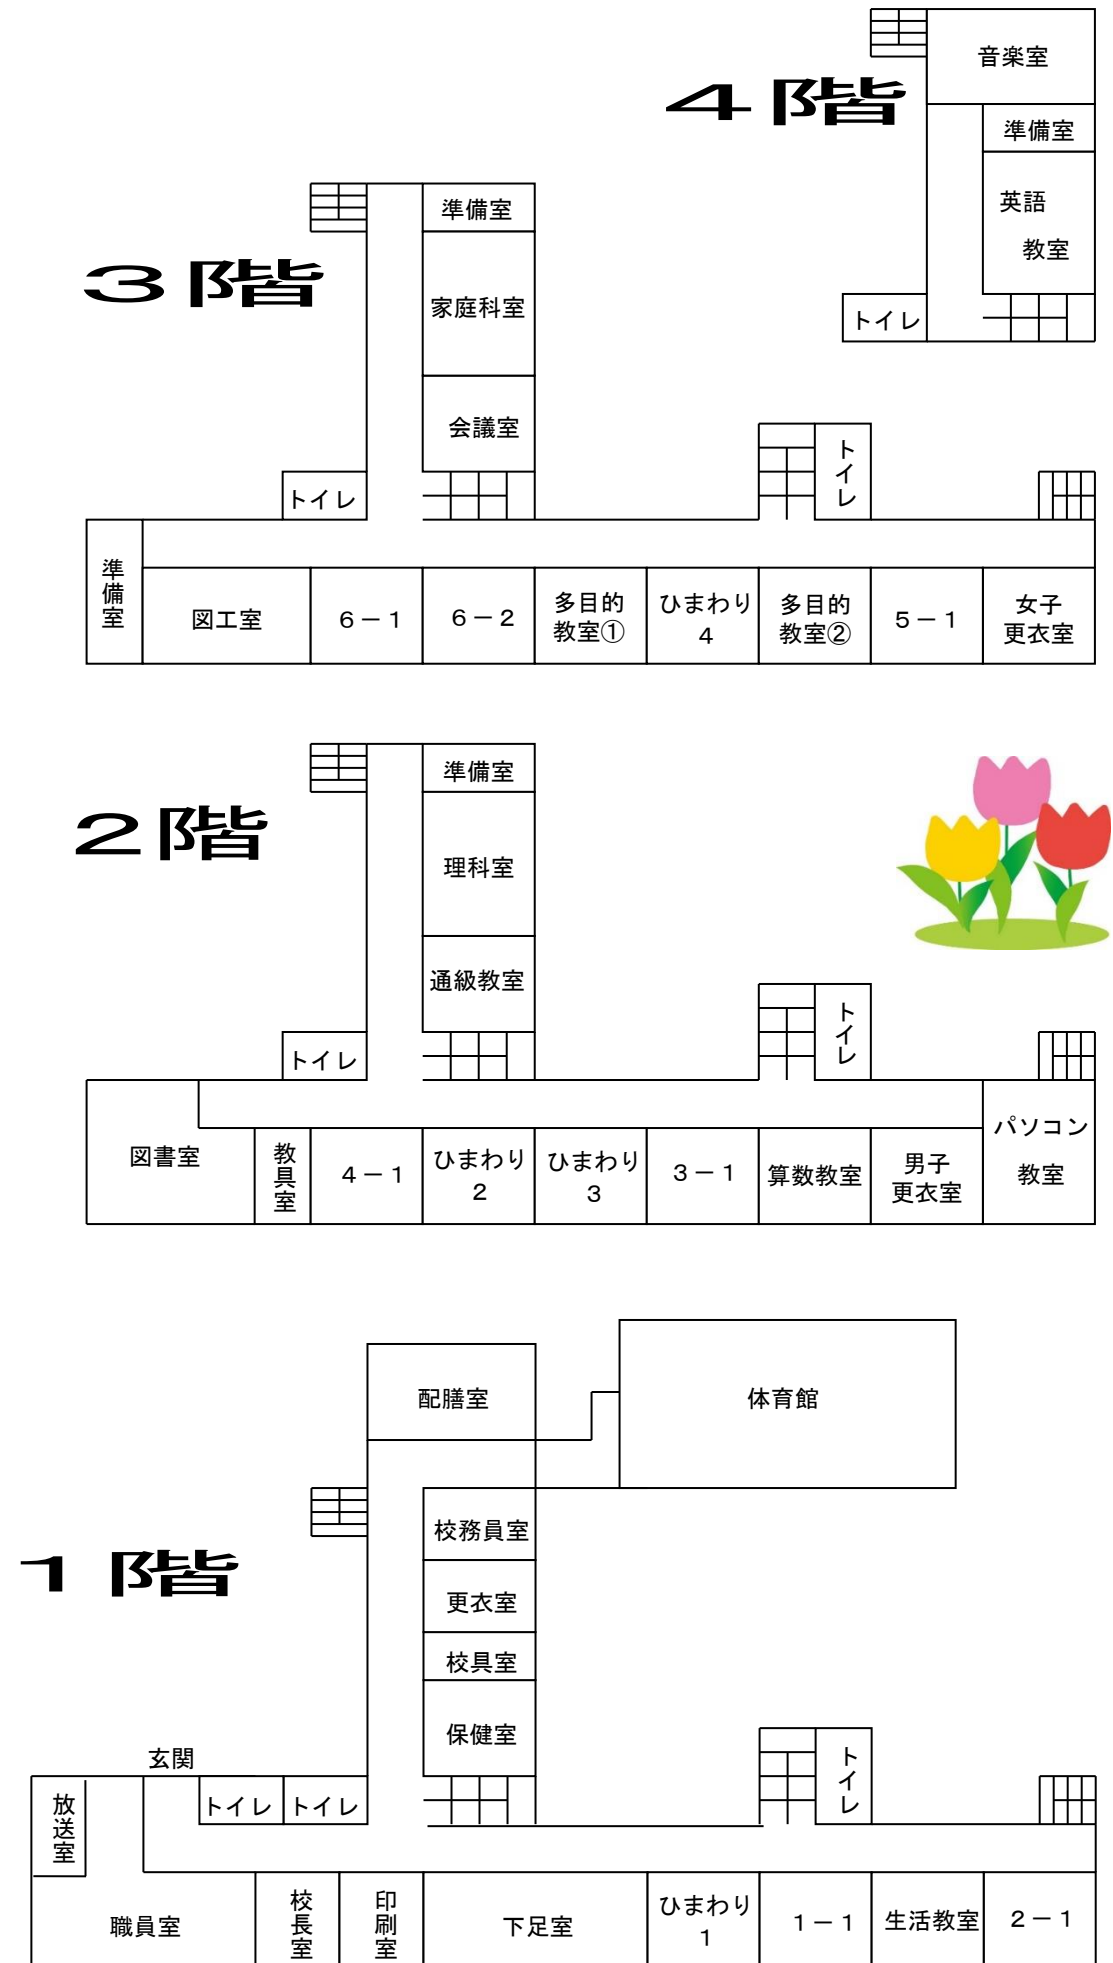 ４階
音楽室
準備室
英語
教室
トイレ
３階
準備室
家庭科室
会議室
トイレ
トイレ
準備室
図工室
６－１
６－２
多目的
教室①
ひまわり
４
多目的
教室②
５－１
女子
更衣室
２階
準備室
理科室
通級教室
トイレ
トイレ
図書室
教具室
４－１
ひまわり
２
ひまわり
３
３－１
算数教室
男子
更衣室
パソコン
教室
１階
配膳室
体育館
校務員室
更衣室
校具室
保健室
玄関
放送室
トイレ
トイレ
トイレ
職員室
校長室
印刷室
下足室
ひまわり
１
１－１
生活教室
２－１